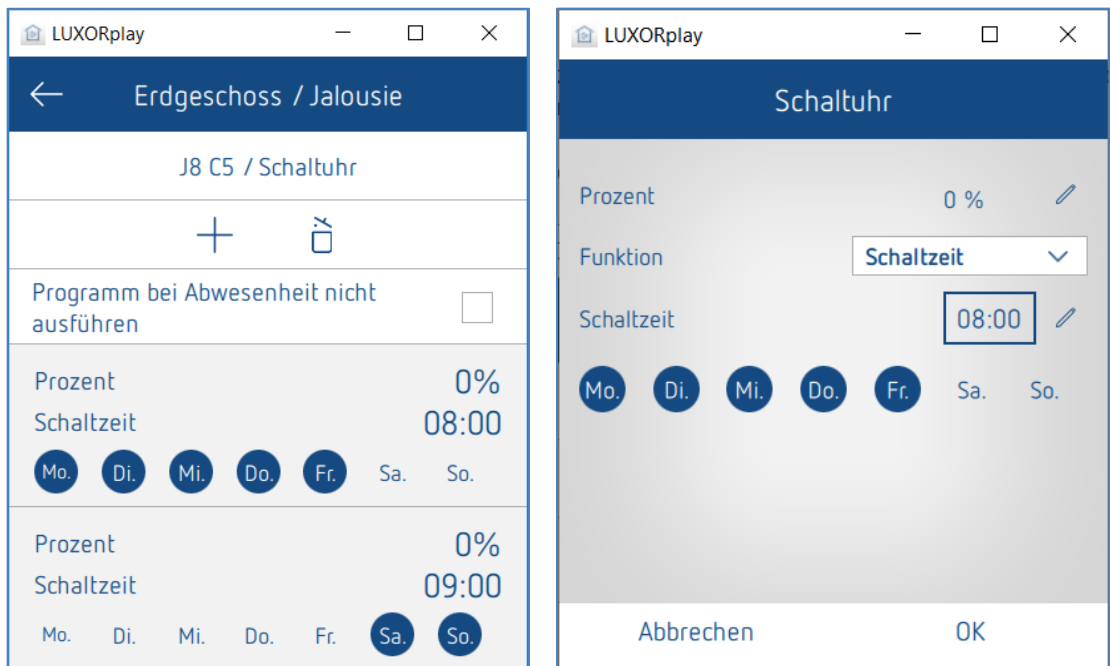 LUXORplay
Erdgeschoss / Jalousie
J8 C5 / Schaltuhr
Programm bei Abwesenheit nicht
ausführen
Prozent 0%
Schaltzeit 08:00
Mo. Di. Mi. Do. Fr. Sa. So.
Prozent 0%
Schaltzeit 09:00
Mo. Di. Mi. Do. Fr. Sa. So.
LUXORplay
Schaltuhr
Prozent 0 %
Funktion Schaltzeit
Schaltzeit 08:00
Mo. Di. Mi. Do. Fr. Sa. So.
Abbrechen OK